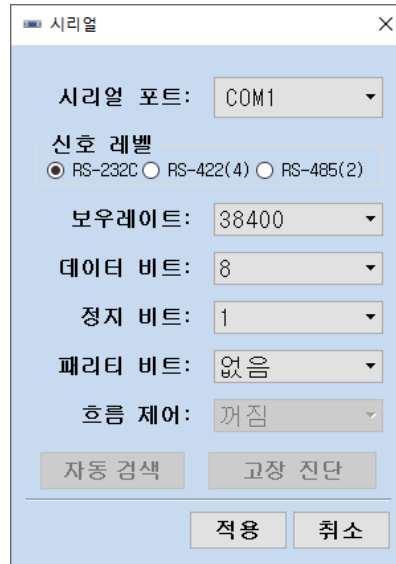 시리얼
시리얼 포트: COM1
신호 레벨
RS-232C RS-422(4) RS-485(2)
보우레이트: 38400
데이터 비트: 8
정지 비트: 1
패리티 비트: 없음
흐름 제어: 꺼짐
자동 검색 고장 진단
적용 취소